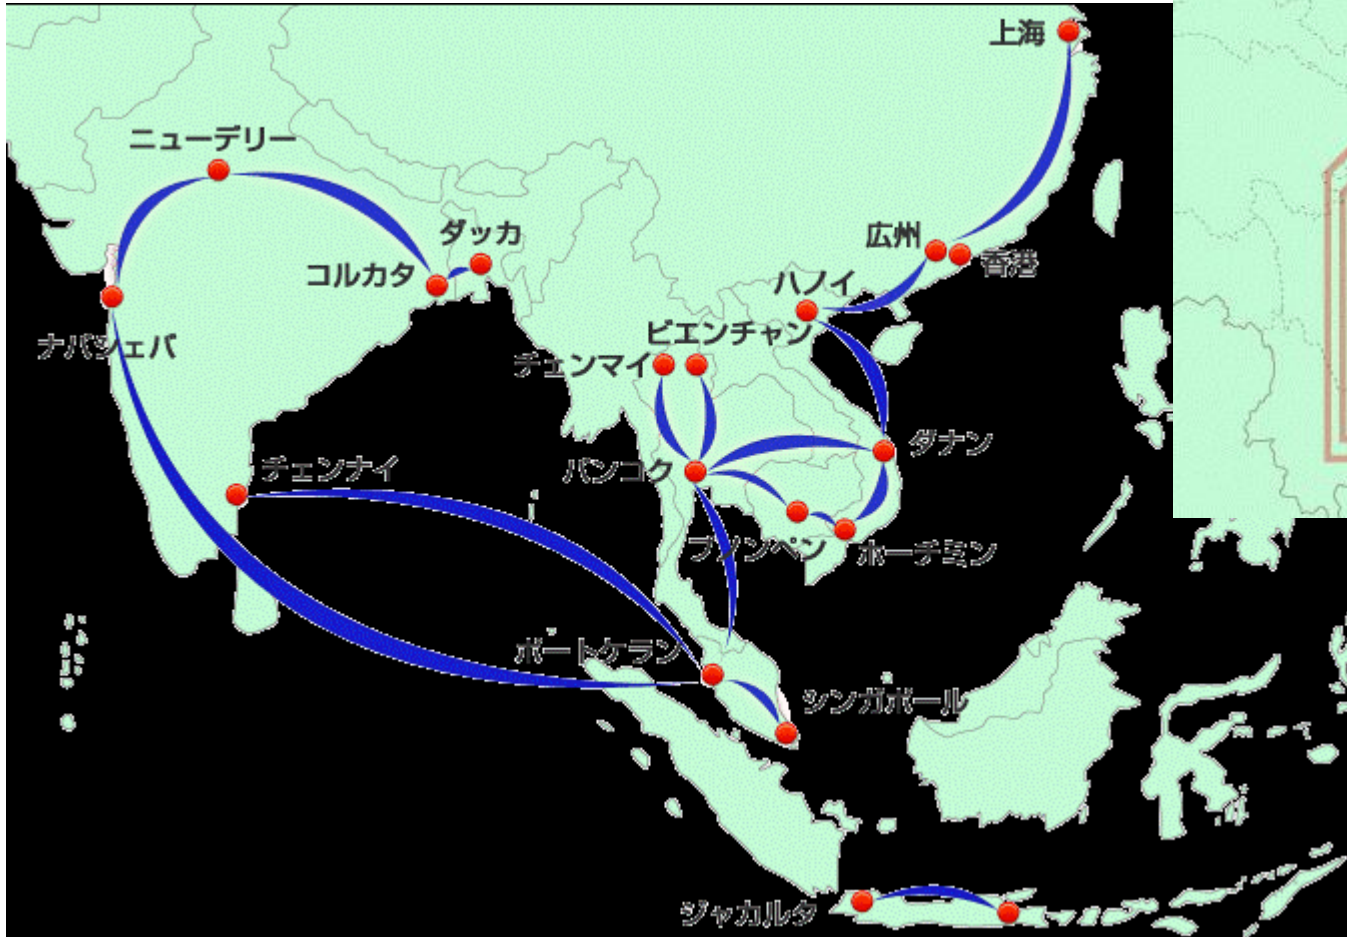 上海
ニューデリー
ダッカ
広州
香港
コルカタ
ハノイ
ナバシェバ
ビエンチャン
チェンマイ
ダナン
チェンナイ
バンコク
プノンペン
ホーチミン
ポートケラン
シンガポール
ジャカルタ